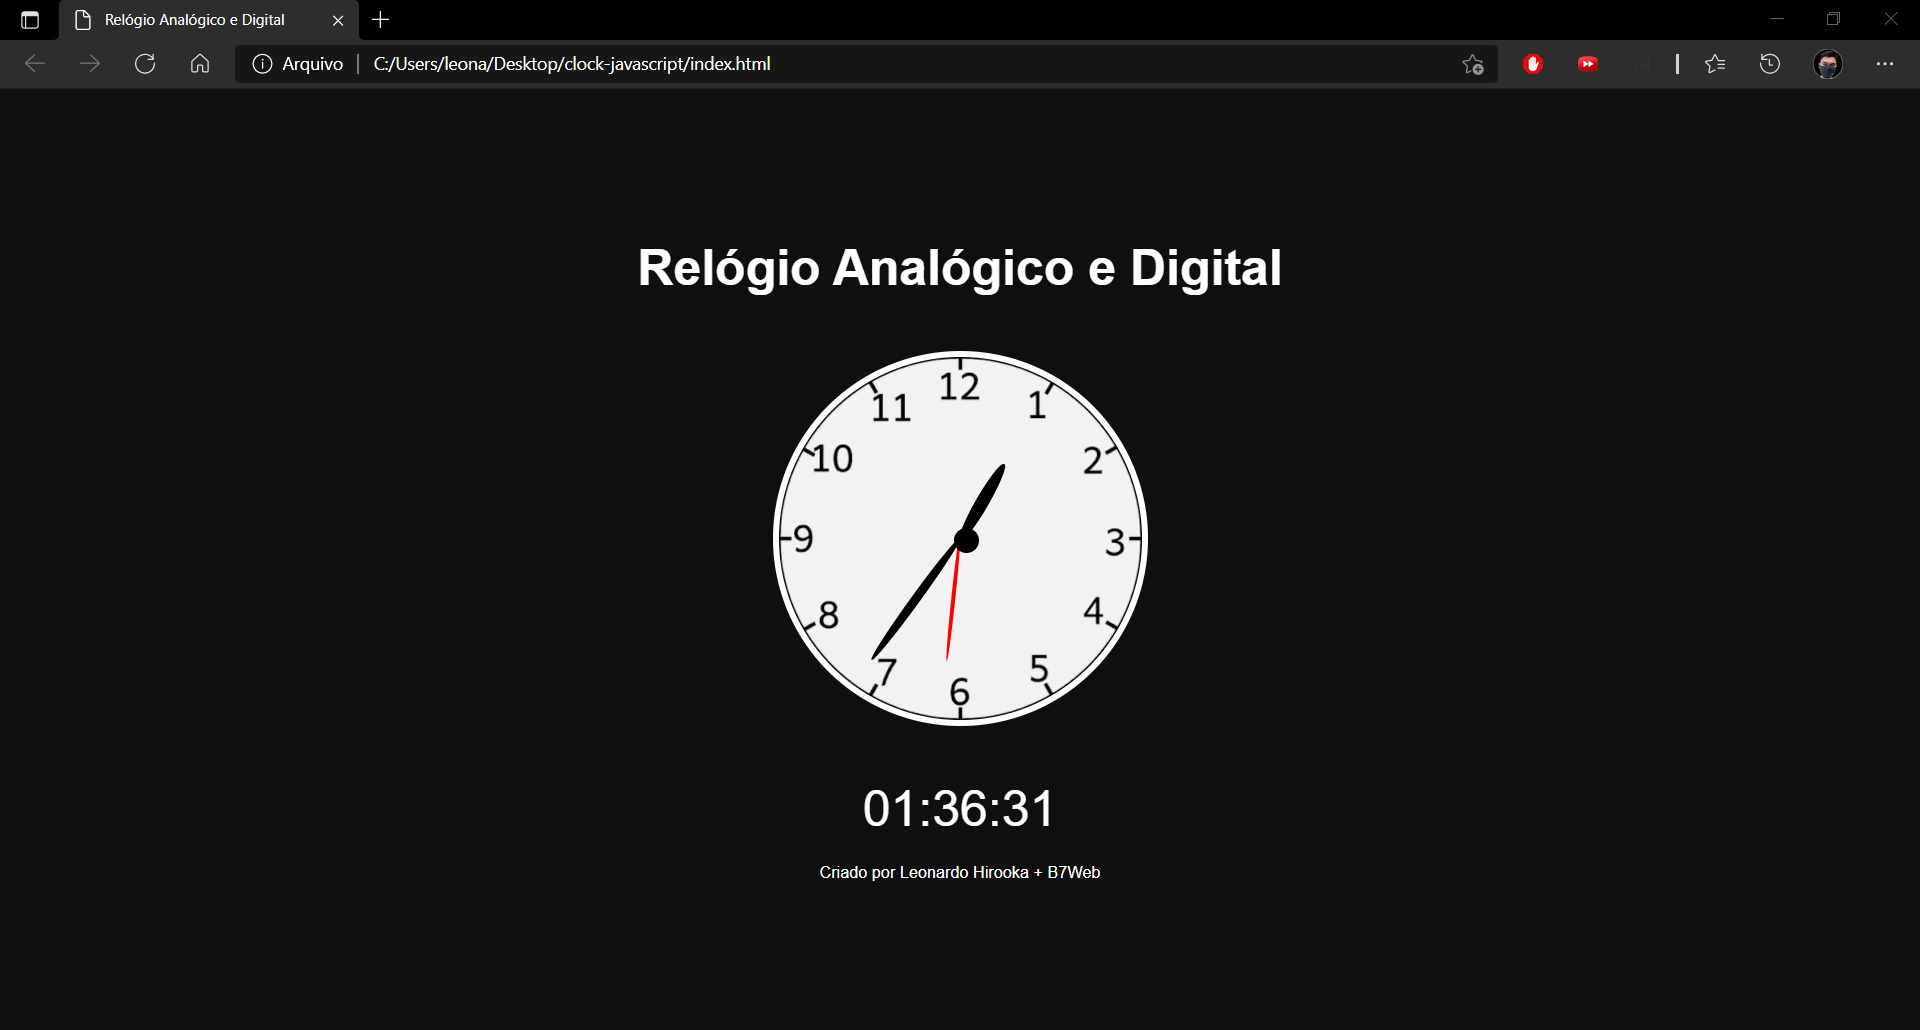 Relógio Analógico e Digital
Arquivo | C:/Users/leona/Desktop/clock-javascript/index.html
Relógio Analógico e Digital
12
11 1
10 2
9 3
8 4
7 5
6
01:36:31
Criado por Leonardo Hirooka + B7Web